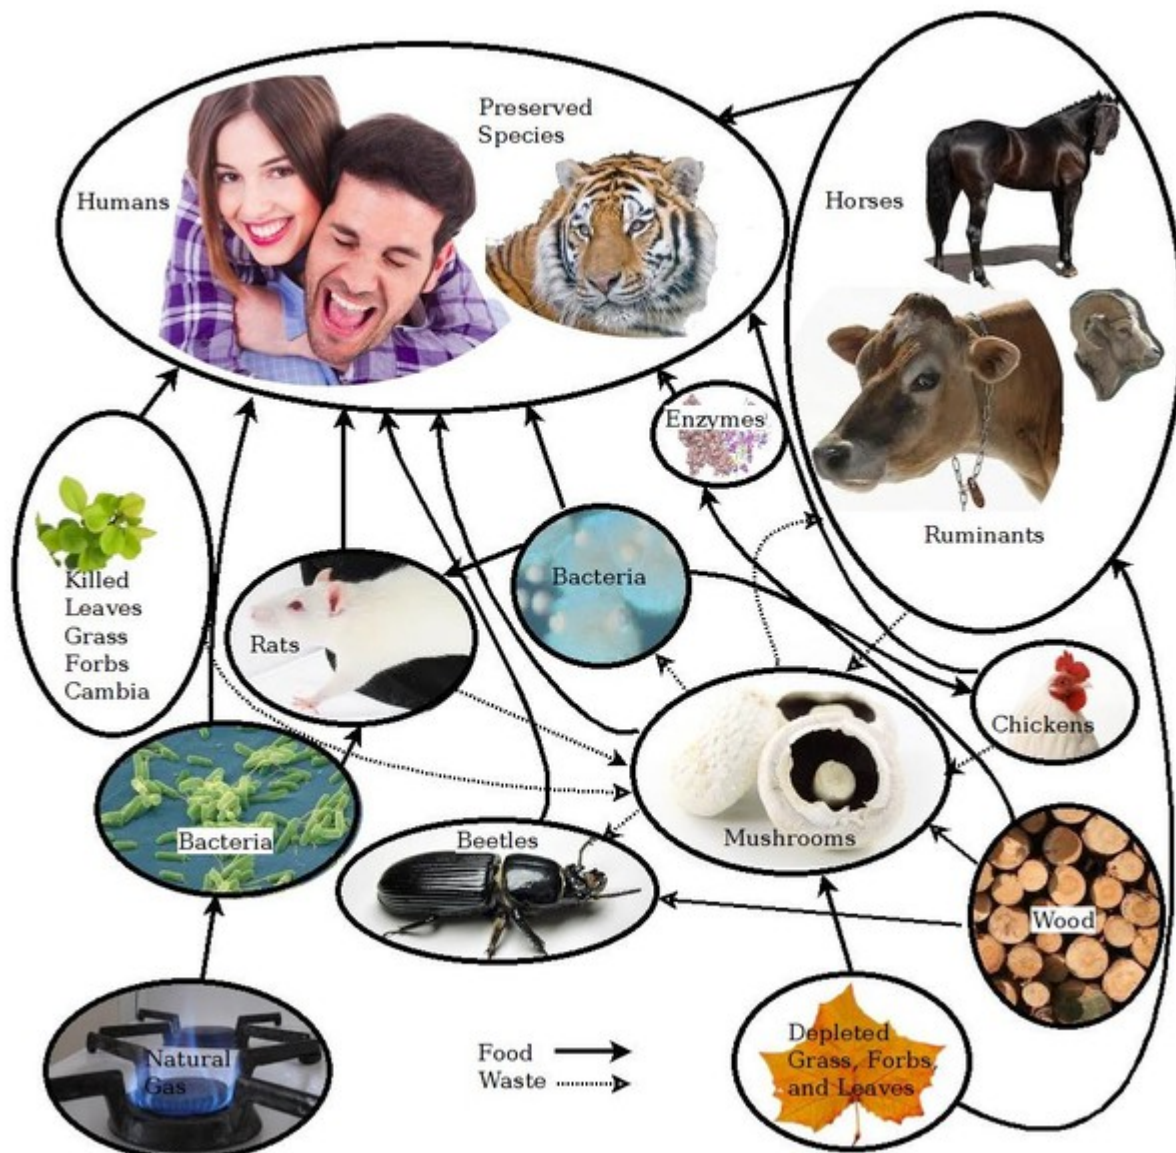 Preserved
Species
Humans
Horses
Enzymes
Ruminants
Killed
Leaves
Grass
Forbs
Cambia
Rats
Bacteria
Chickens
Bacteria
Beetles
Mushrooms
Wood
Natural
Gas
Food
Waste
Depleted
Grass, Forbs,
and Leaves